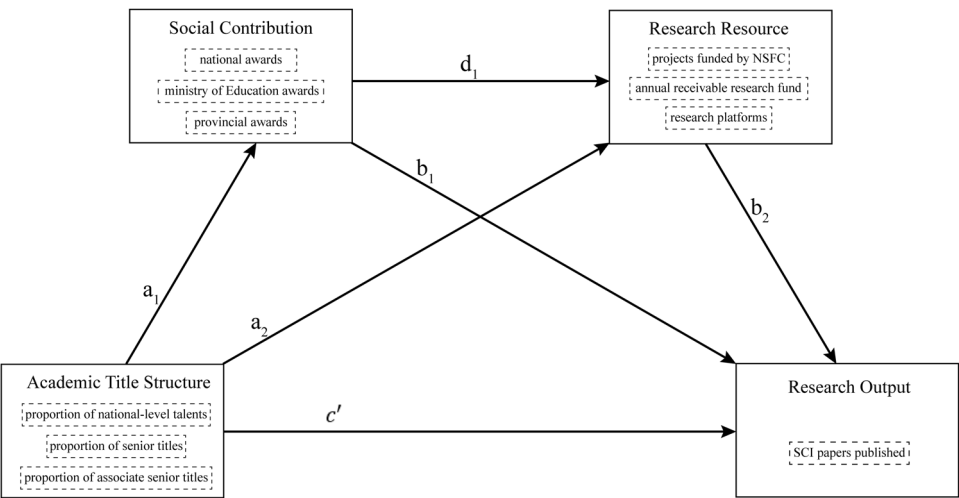 Social Contribution
national awards
ministry of Education awards
provincial awards
Research Resource
projects funded by NSFC
annual receivable research fund
research platforms
d₁
b₁
b₂
a₁
a₂
Academic Title Structure
proportion of national-level talents
proportion of senior titles
proportion of associate senior titles
c′
Research Output
SCI papers published